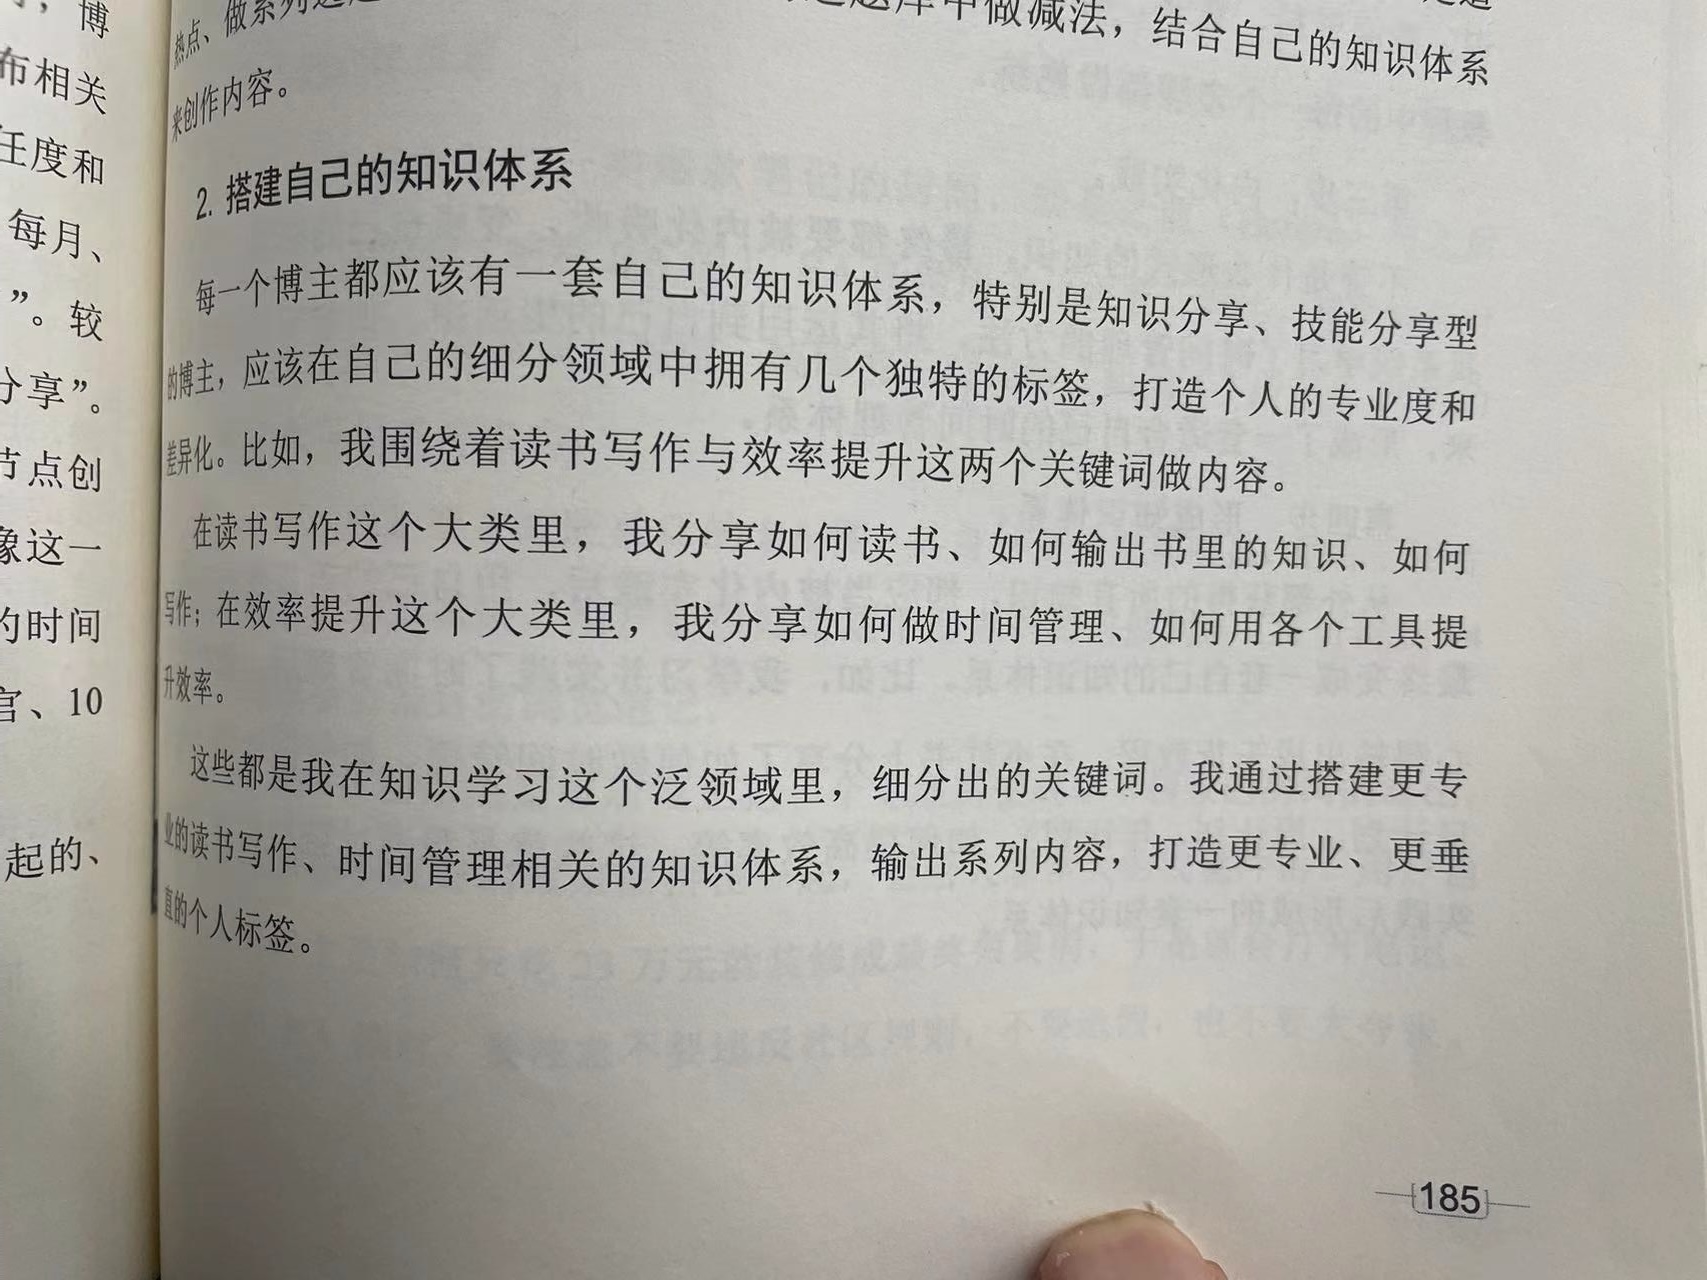 博
布相关
任度和
每月、
”。较
分享”。
节点创
像这一
的时间
官、10
起的、
热点、做系列选题
库中做减法，结合自己的知识体系
来创作内容。
2. 搭建自己的知识体系
每一个博主都应该有一套自己的知识体系，特别是知识分享、技能分享型
的博主，应该在自己的细分领域中拥有几个独特的标签，打造个人的专业度和
差异化。比如，我围绕着读书写作与效率提升这两个关键词做内容。
在读书写作这个大类里，我分享如何读书、如何输出书里的知识、如何
写作；在效率提升这个大类里，我分享如何做时间管理、如何用各个工具提
升效率。
这些都是我在知识学习这个泛领域里，细分出的关键词。我通过搭建更专
业的读书写作、时间管理相关的知识体系，输出系列内容，打造更专业、更垂
直的个人标签。
185